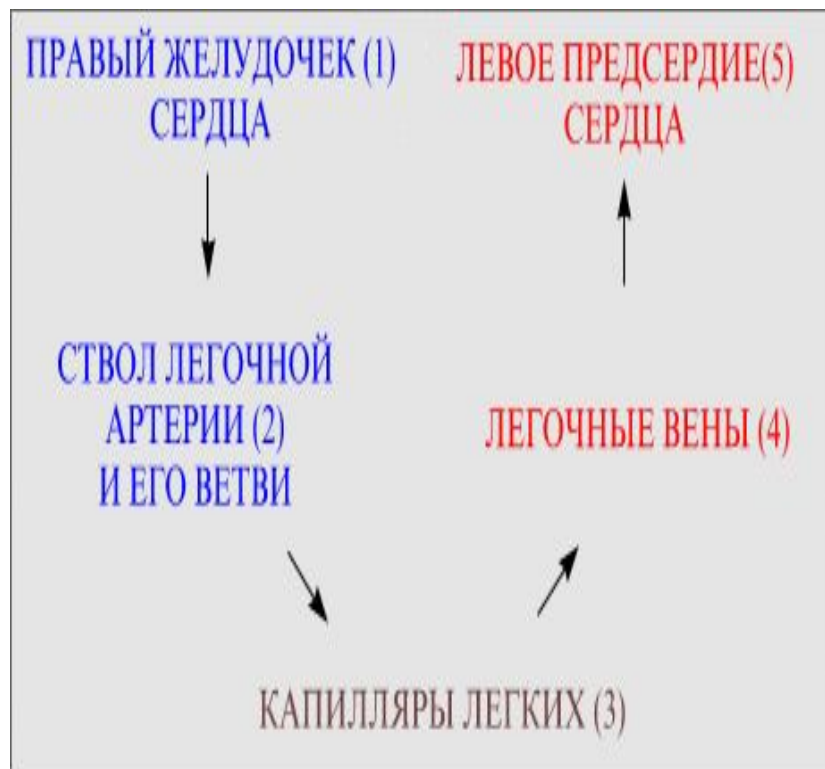 ПРАВЫЙ ЖЕЛУДОЧЕК (1)
СЕРДЦА
СТВОЛ ЛЕГОЧНОЙ
АРТЕРИИ (2)
И ЕГО ВЕТВИ
КАПИЛЛЯРЫ ЛЕГКИХ (3)
ЛЕГОЧНЫЕ ВЕНЫ (4)
ЛЕВОЕ ПРЕДСЕРДИЕ(5)
СЕРДЦА